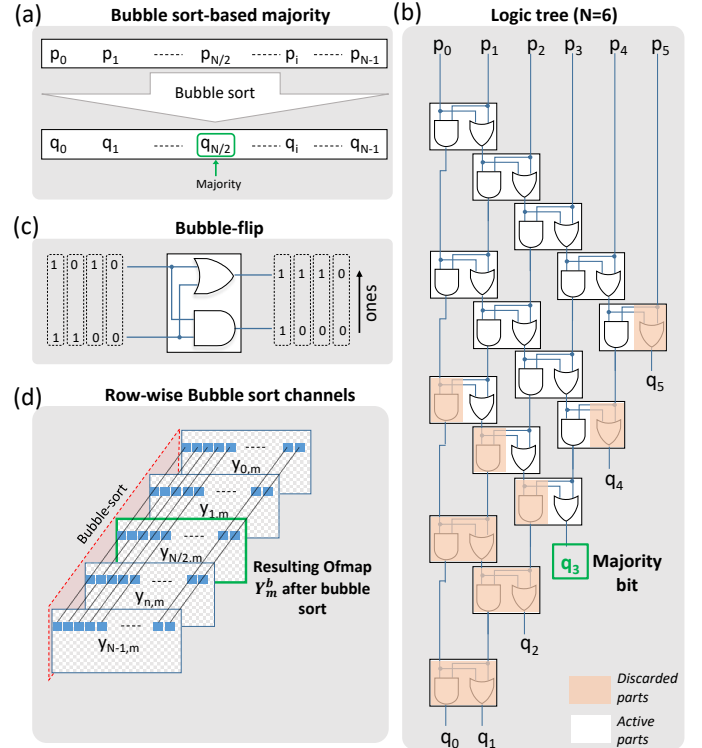 (a) Bubble sort-based majority
p0 p1 ----- pN/2 ---- pi ---- pN-1
Bubble sort
q0 q1 ----- qN/2 ---- qi ---- qN-1
Majority
(b) Logic tree (N=6)
p0 p1 p2 p3 p4 p5
q5
q4
q3 Majority bit
q2
q0 q1
Discarded parts
Active parts
(c) Bubble-flip
1 0 1 0
1 1 0 0
1 1 1 0
1 0 0 0
ones
(d) Row-wise Bubble sort channels
Bubble-sort
y0,m
y1,m
yN/2.m
yn,m
yN-1,m
Resulting Ofmap
Y_m^b after bubble
sort